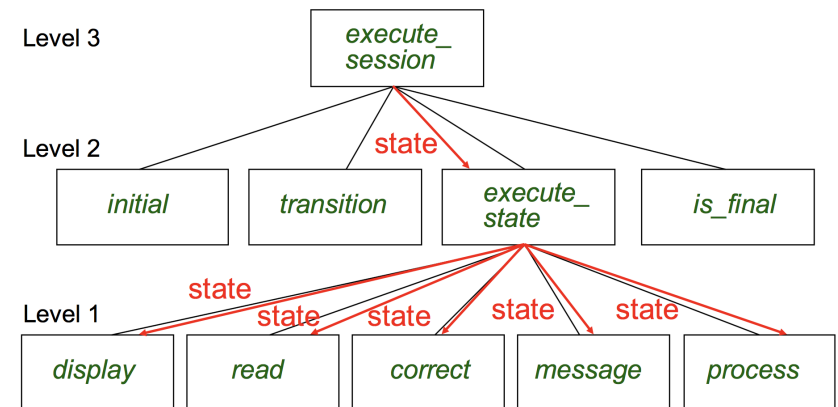 Level 3
execute_
session
Level 2
state
initial
transition
execute_
state
is_final
Level 1
state
state
state
state
state
display
read
correct
message
process